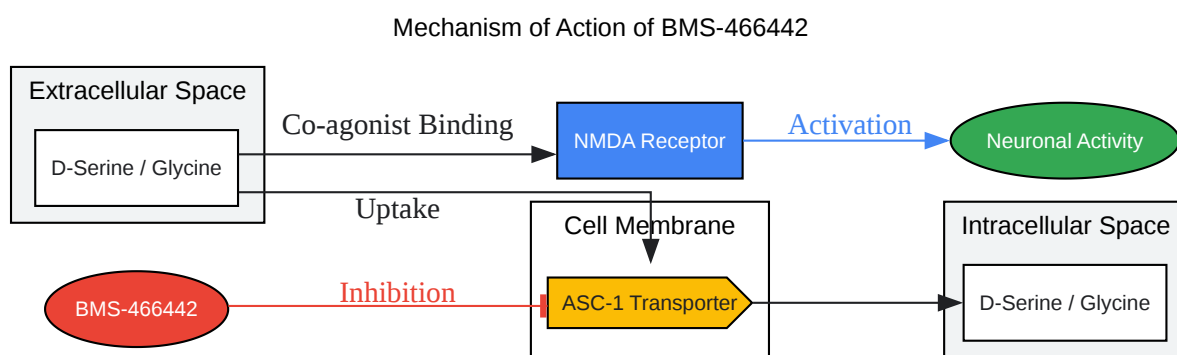 Mechanism of Action of BMS-466442
Extracellular Space
D-Serine / Glycine
Co-agonist Binding
NMDA Receptor
Activation
Neuronal Activity
Uptake
Cell Membrane
Intracellular Space
BMS-466442
Inhibition
ASC-1 Transporter
D-Serine / Glycine